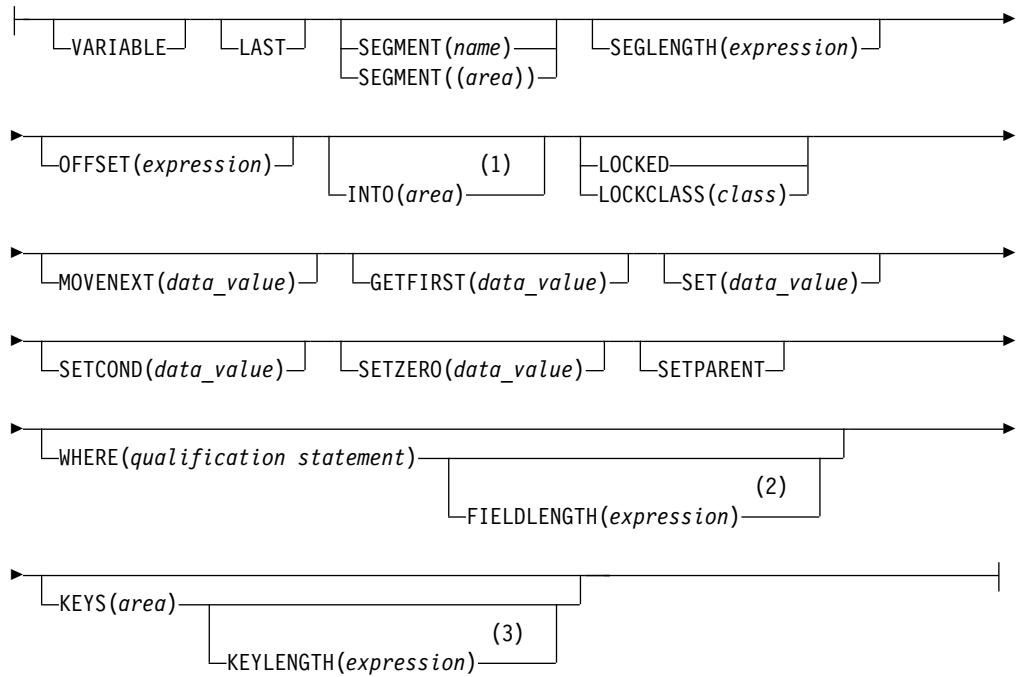 VARIABLE LAST SEGMENT(name) SEGLENGTH(expression)
SEGMENT((area))
(1)
OFFSET(expression) LOCKED
INTO(area) LOCKCLASS(class)
MOVENEXT(data_value) GETFIRST(data_value) SET(data_value)
SETCOND(data_value) SETZERO(data_value) SETPARENT
WHERE(qualification statement)
(2)
FIELDLENGTH(expression)
KEYS(area)
(3)
KEYLENGTH(expression)